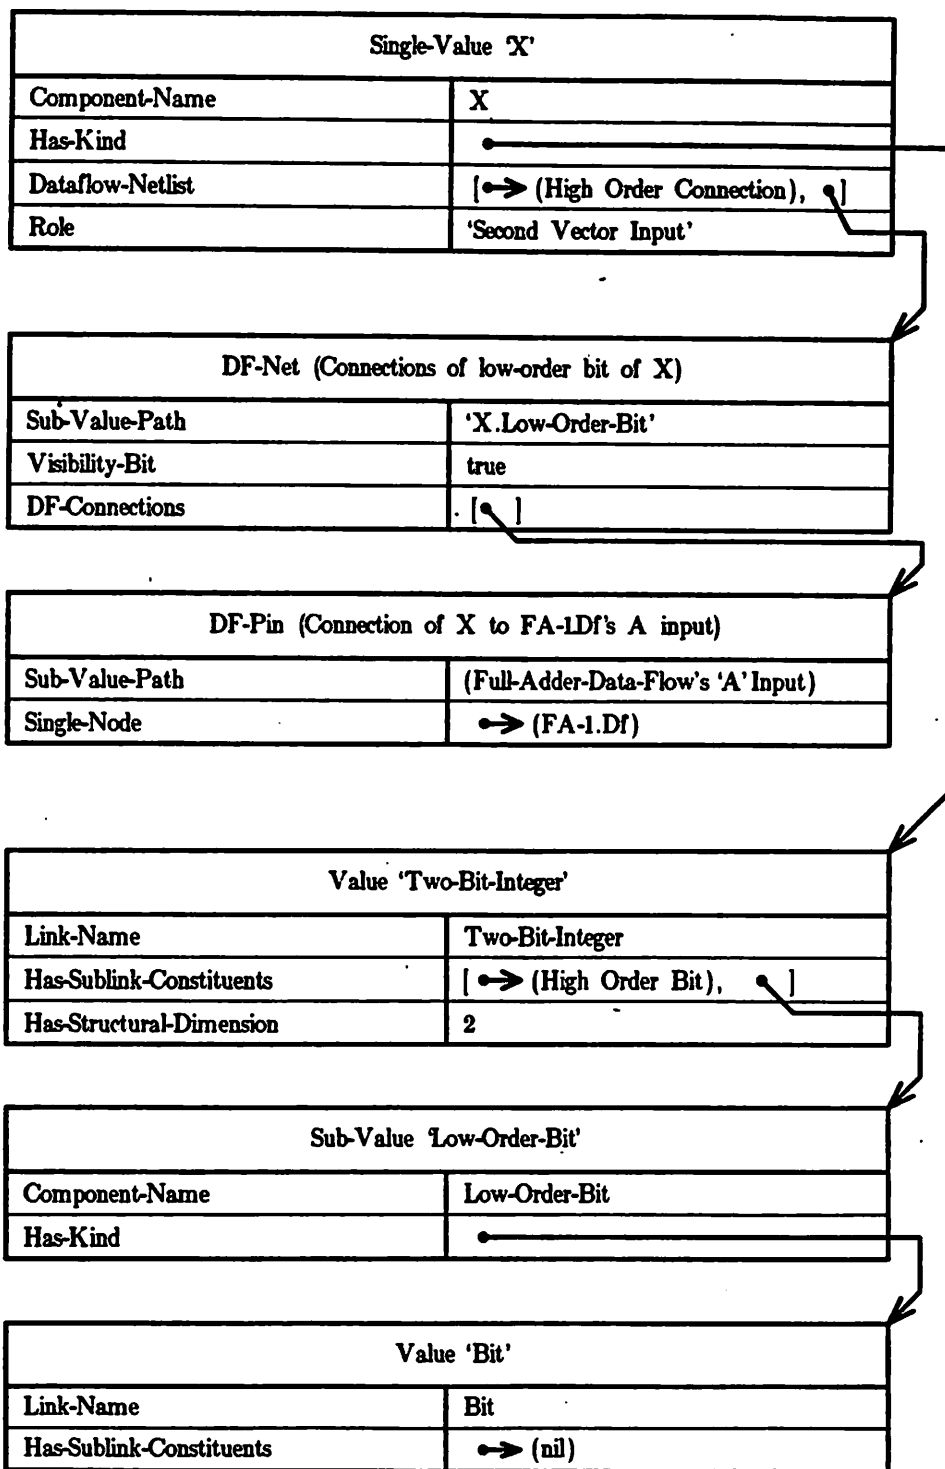 Single-Value 'X'
Component-Name X
Has-Kind
Dataflow-Netlist [ (High Order Connection), ]
Role 'Second Vector Input'
DF-Net (Connections of low-order bit of X)
Sub-Value-Path 'X.Low-Order-Bit'
Visibility-Bit true
DF-Connections [ ]
DF-Pin (Connection of X to FA-1.Df's A input)
Sub-Value-Path (Full-Adder-Data-Flow's 'A' Input)
Single-Node (FA-1.Df)
Value 'Two-Bit-Integer'
Link-Name Two-Bit-Integer
Has-Sublink-Constituents [ (High Order Bit), ]
Has-Structural-Dimension 2
Sub-Value 'Low-Order-Bit'
Component-Name Low-Order-Bit
Has-Kind
Value 'Bit'
Link-Name Bit
Has-Sublink-Constituents (nil)